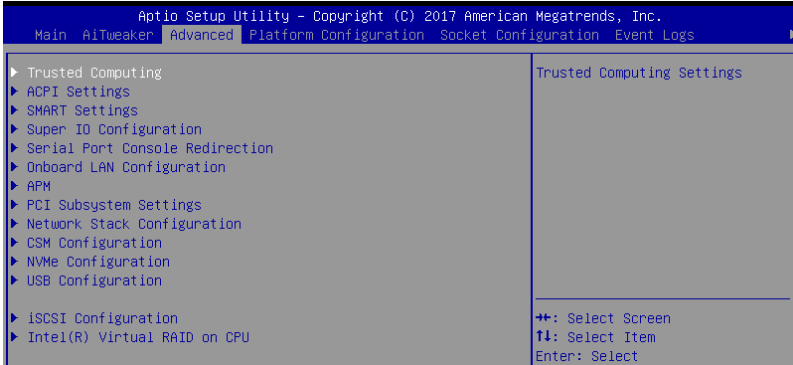 Aptio Setup Utility – Copyright (C) 2017 American Megatrends, Inc.
Main AiTweaker Advanced Platform Configuration Socket Configuration Event Logs
Trusted Computing
ACPI Settings
SMART Settings
Super IO Configuration
Serial Port Console Redirection
Onboard LAN Configuration
APM
PCI Subsystem Settings
Network Stack Configuration
CSM Configuration
NVMe Configuration
USB Configuration
iSCSI Configuration
Intel(R) Virtual RAID on CPU
Trusted Computing Settings
→←: Select Screen
↑↓: Select Item
Enter: Select